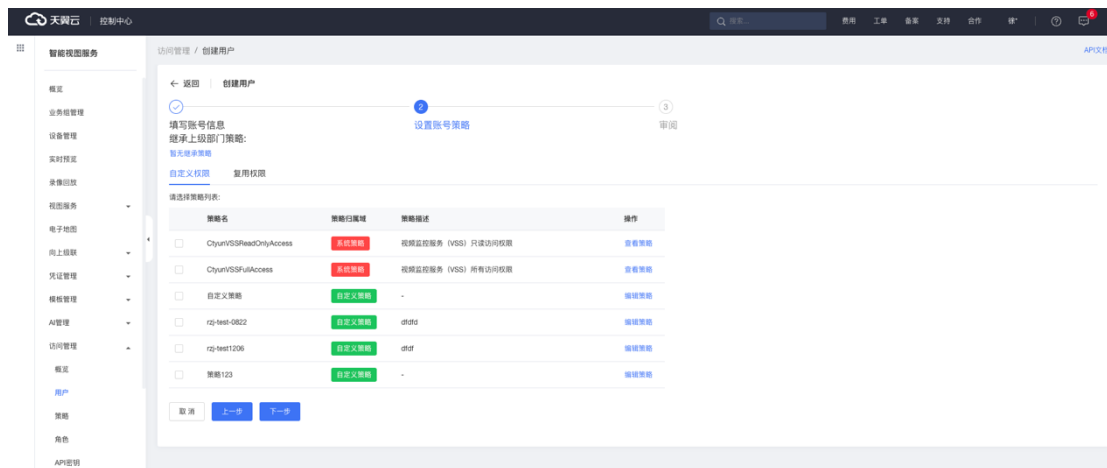 天翼云 控制中心 搜索... 费用 工单 备案 支持 合作 6
智能视图服务
访问管理 / 创建用户 API文档
概览
业务组管理
设备管理
实时预览
录像回放
视图服务
电子地图
向上级联
凭证管理
模板管理
AI管理
访问管理
概览
用户
策略
角色
API密钥
← 返回 创建用户
2 3
填写账号信息 设置账号策略 审阅
继承上级部门策略:
暂无继承策略
自定义权限 复用权限
请选择策略列表:
策略名 策略归属域 策略描述 操作
CtyunVSSReadOnlyAccess 系统策略 视频监控服务（VSS）只读访问权限 查看策略
CtyunVSSFullAccess 系统策略 视频监控服务（VSS）所有访问权限 查看策略
自定义策略 自定义策略 - 编辑策略
rzj-test-0822 自定义策略 dfdfd 编辑策略
rzj-test1206 自定义策略 dfdf 编辑策略
策略123 自定义策略 - 编辑策略
取消 上一步 下一步